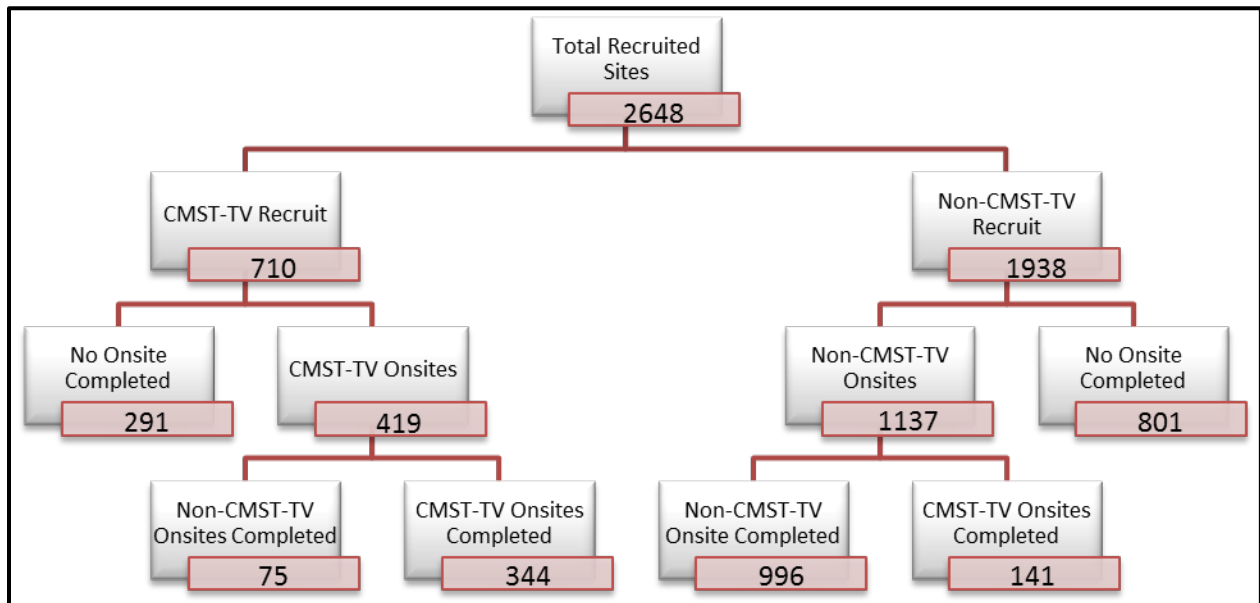 Total Recruited
Sites
2648
CMST-TV Recruit
710
Non-CMST-TV
Recruit
1938
No Onsite
Completed
291
CMST-TV Onsites
419
Non-CMST-TV
Onsites
1137
No Onsite
Completed
801
Non-CMST-TV
Onsites Completed
75
CMST-TV Onsites
Completed
344
Non-CMST-TV
Onsite Completed
996
CMST-TV Onsites
Completed
141